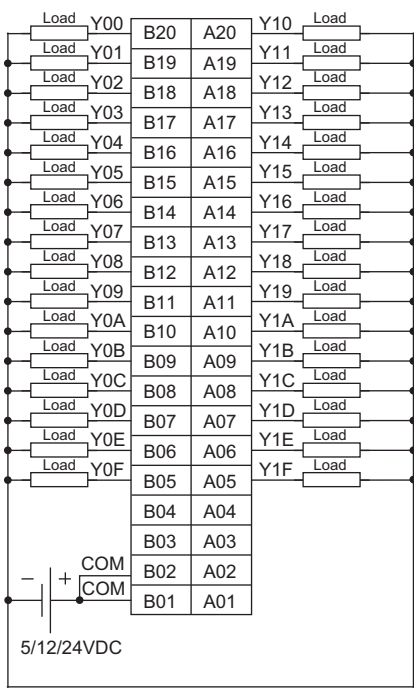 Load Y00 B20 A20 Y10 Load
Load Y01 B19 A19 Y11 Load
Load Y02 B18 A18 Y12 Load
Load Y03 B17 A17 Y13 Load
Load Y04 B16 A16 Y14 Load
Load Y05 B15 A15 Y15 Load
Load Y06 B14 A14 Y16 Load
Load Y07 B13 A13 Y17 Load
Load Y08 B12 A12 Y18 Load
Load Y09 B11 A11 Y19 Load
Load Y0A B10 A10 Y1A Load
Load Y0B B09 A09 Y1B Load
Load Y0C B08 A08 Y1C Load
Load Y0D B07 A07 Y1D Load
Load Y0E B06 A06 Y1E Load
Load Y0F B05 A05 Y1F Load
B04 A04
B03 A03
COM B02 A02
− + COM B01 A01
5/12/24VDC